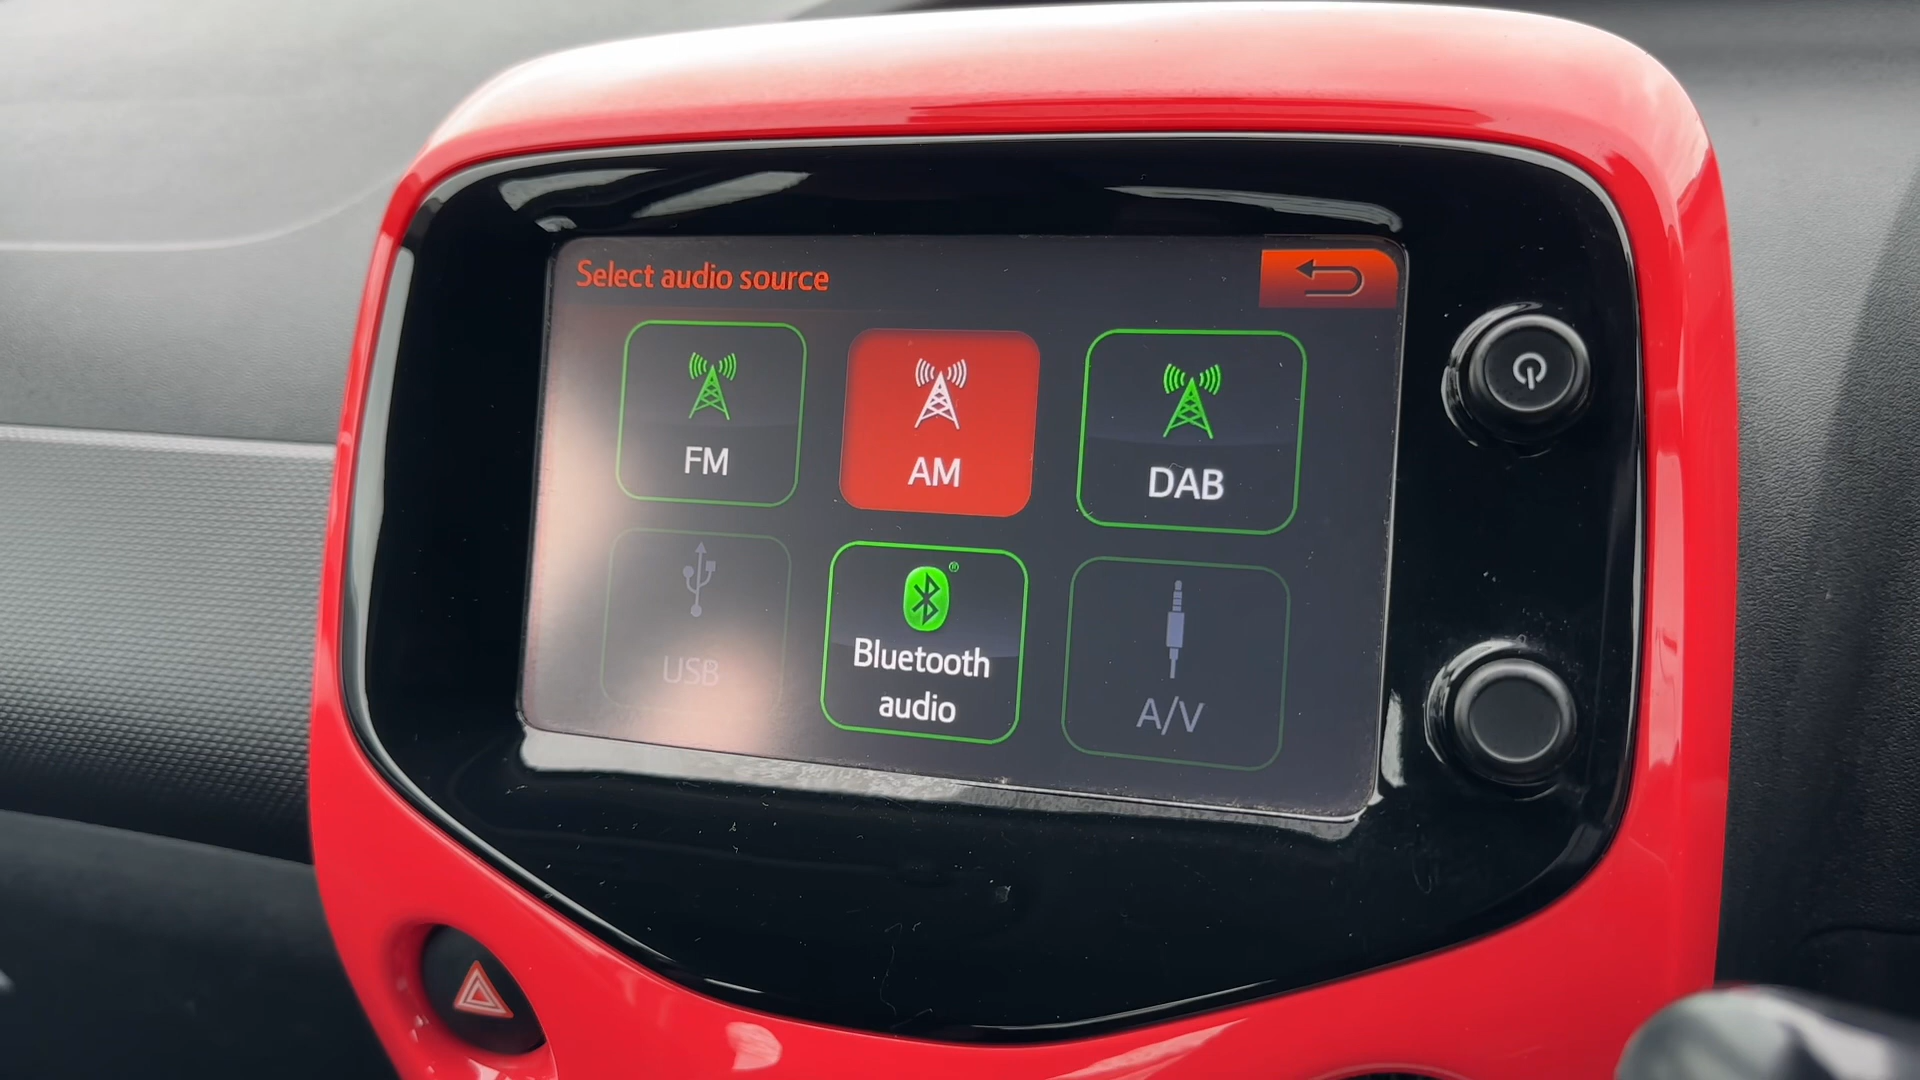 Select audio source
FM
AM
DAB
USB
Bluetooth
audio
A/V